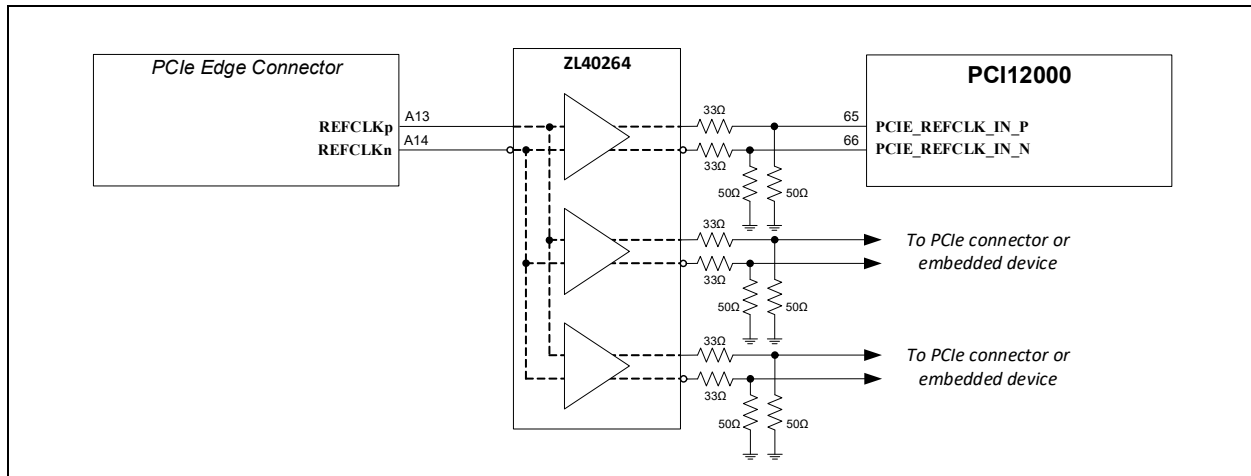 PCIe Edge Connector
ZL40264
PCI12000
REFCLKp
A13
REFCLKn
A14
33Ω
33Ω
50Ω
50Ω
65
PCIE_REFCLK_IN_P
66
PCIE_REFCLK_IN_N
33Ω
33Ω
50Ω
50Ω
To PCIe connector or
embedded device
33Ω
33Ω
50Ω
50Ω
To PCIe connector or
embedded device